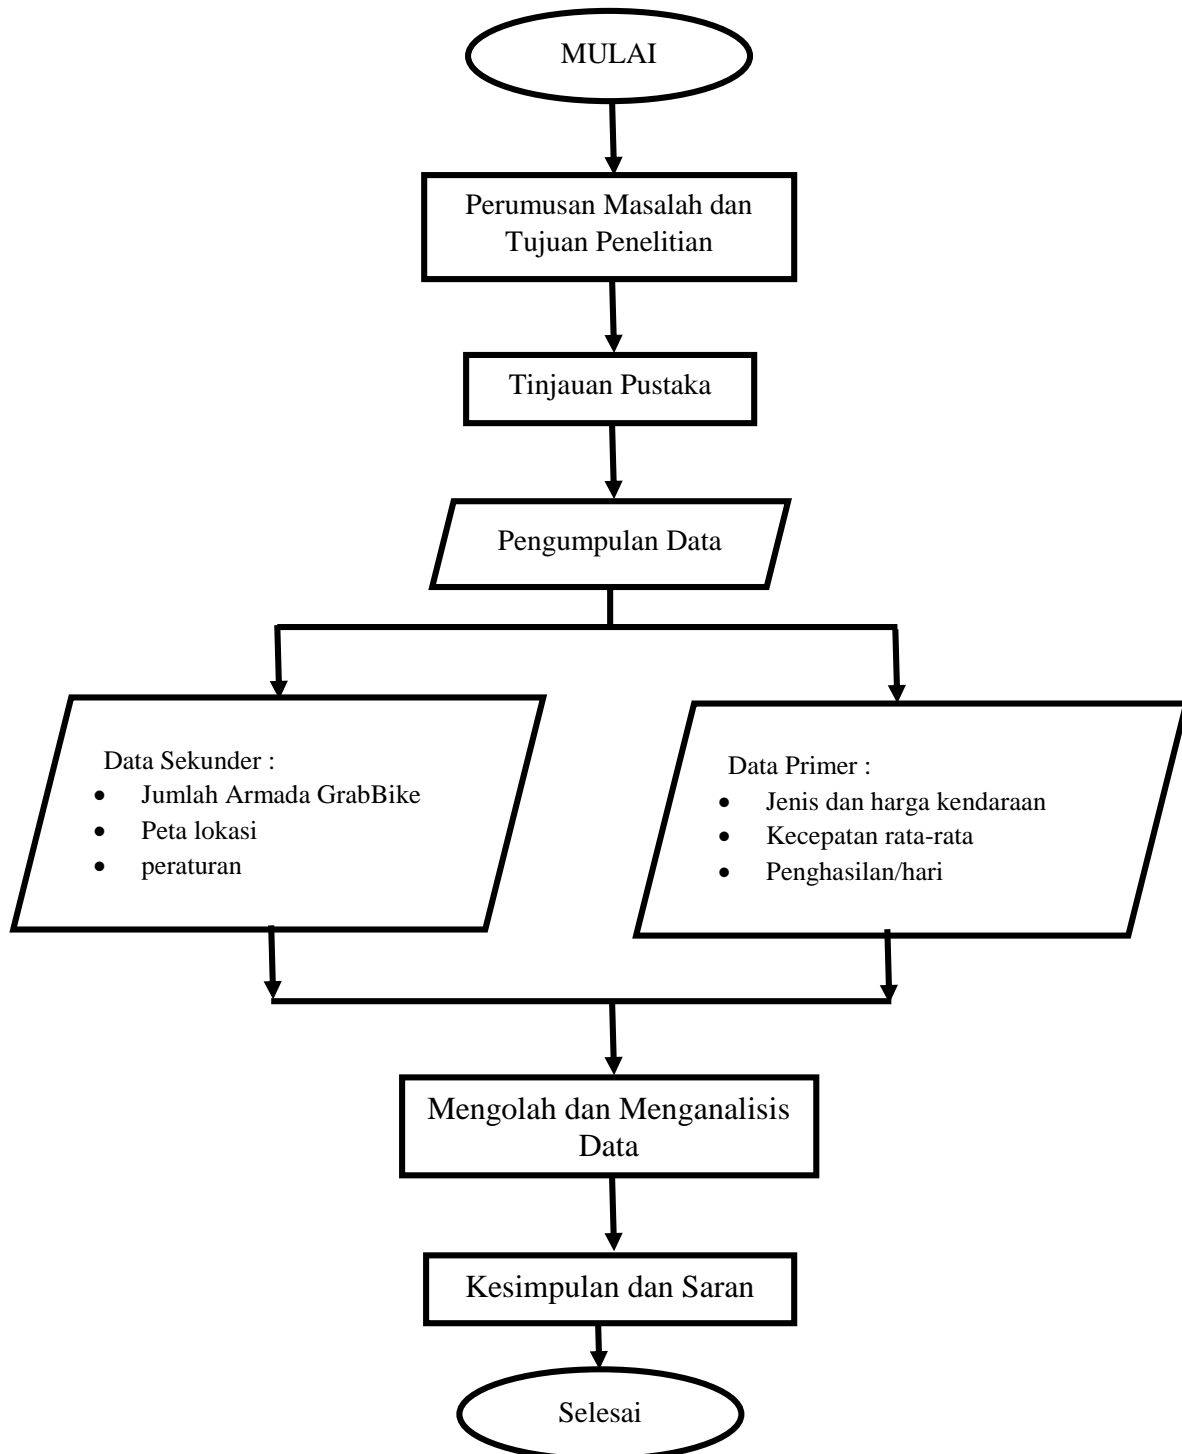 MULAI
Perumusan Masalah dan
Tujuan Penelitian
Tinjauan Pustaka
Pengumpulan Data
Data Sekunder :
• Jumlah Armada GrabBike
• Peta lokasi
• peraturan
Data Primer :
• Jenis dan harga kendaraan
• Kecepatan rata-rata
• Penghasilan/hari
Mengolah dan Menganalisis
Data
Kesimpulan dan Saran
Selesai